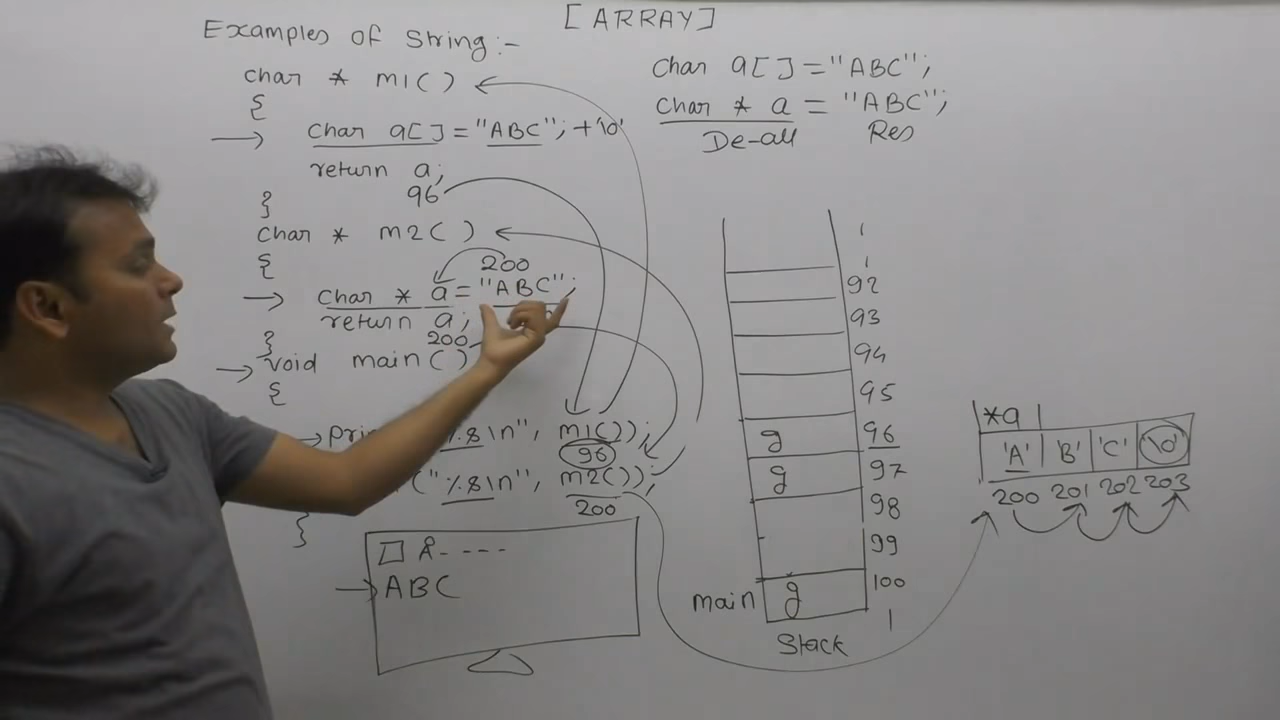 [ARRAY]
Examples of String:-
char * m1()
{
char a[]="ABC"; +'\0'
return a;
96
}
char * m2()
{
200
char * a="ABC";
return a;
200
}
void main()
{
%s\n", m1());
96
("%s\n", m2());
200
}
ABC
char a[]="ABC";
char * a = "ABC";
De-all Res
92
93
94
95
g 96
g 97
98
99
main g 100
Stack
*a
'A' 'B' 'C' '\0'
200 201 202 203